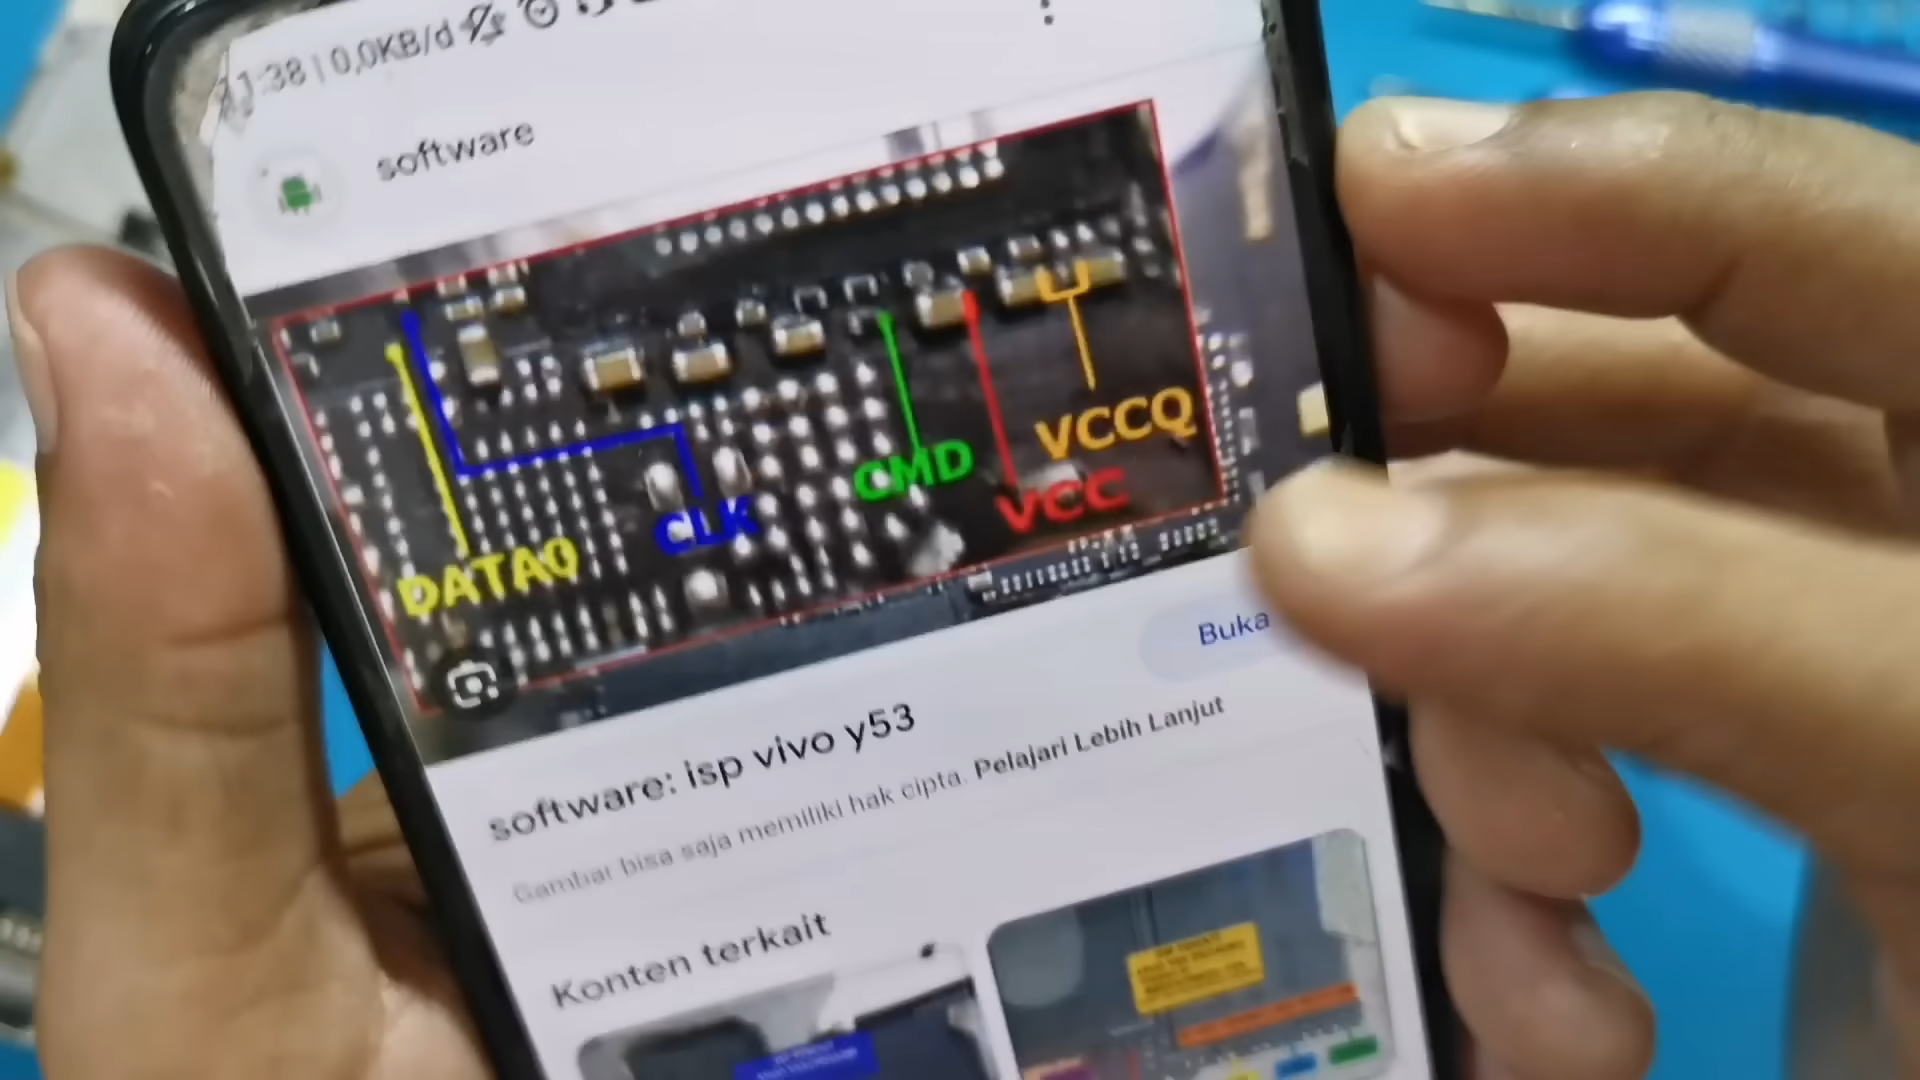 11:38 | 0,0KB/d
software
VCCQ
CMD
VCC
CLK
DATA0
Buka
software: isp vivo y53
Gambar bisa saja memiliki hak cipta. Pelajari Lebih Lanjut
Konten terkait